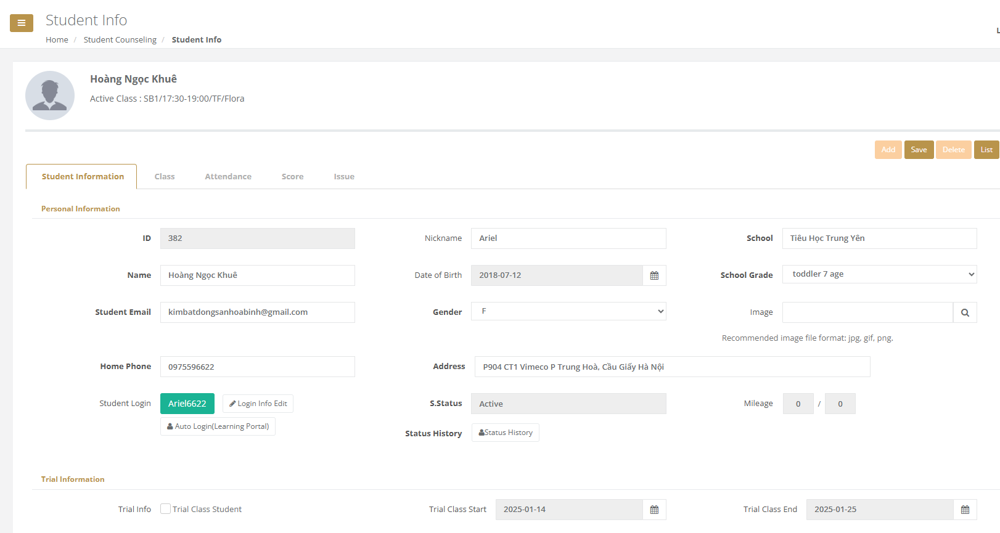 Student Info
Home / Student Counseling / Student Info
Hoàng Ngọc Khuê
Active Class : SB1/17:30-19:00/TF/Flora
Add Save Delete List
Student Information Class Attendance Score Issue
Personal Information
ID 382 Nickname Ariel School Tiêu Học Trung Yên
Name Hoàng Ngọc Khuê Date of Birth 2018-07-12 School Grade toddler 7 age
Student Email kimbatdongsanhoabinh@gmail.com Gender F Image
Recommended image file format: jpg, gif, png.
Home Phone 0975596622 Address P904 CT1 Vimeco P Trung Hoà, Cầu Giấy Hà Nội
Student Login Ariel6622 Login Info Edit S.Status Active Mileage 0 / 0
Auto Login(Learning Portal)
Status History Status History
Trial Information
Trial Info Trial Class Student Trial Class Start 2025-01-14 Trial Class End 2025-01-25